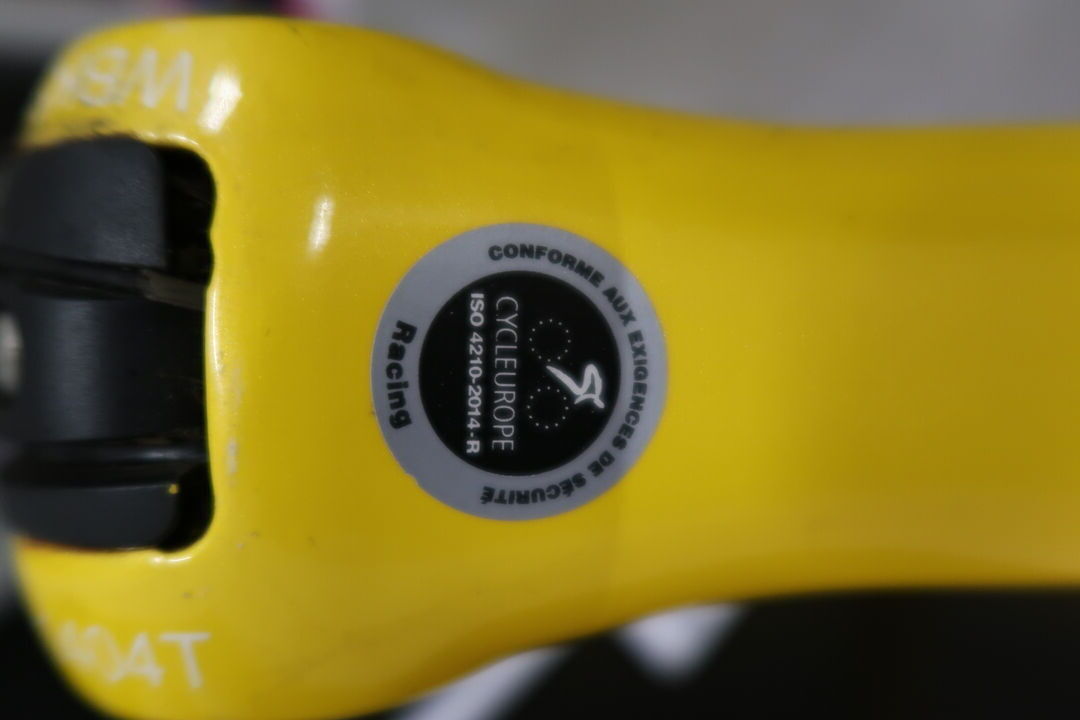 CONFORME AUX EXIGENCES DE SÉCURITÉ
CYCLEUROPE
ISO 4210-2014-R
Racing